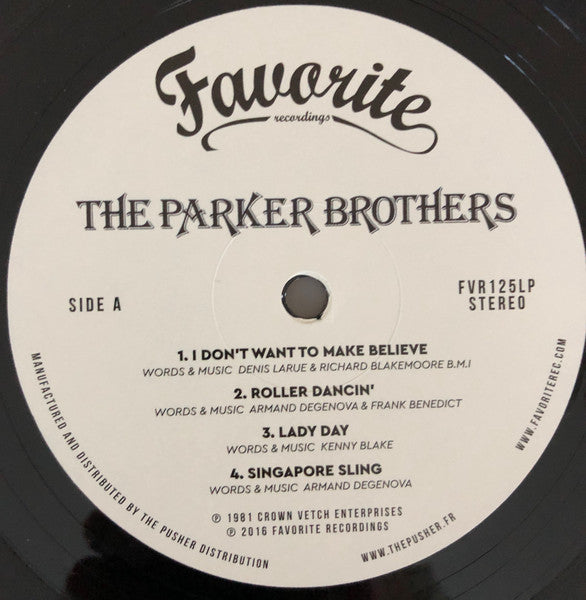 Favorite
recordings
THE PARKER BROTHERS
SIDE A
FVR125LP
STEREO
1. I DON'T WANT TO MAKE BELIEVE
WORDS & MUSIC DENIS LARUE & RICHARD BLAKEMOORE B.M.I
2. ROLLER DANCIN'
WORDS & MUSIC ARMAND DEGENOVA & FRANK BENEDICT
3. LADY DAY
WORDS & MUSIC KENNY BLAKE
4. SINGAPORE SLING
WORDS & MUSIC ARMAND DEGENOVA
℗ 1981 CROWN VETCH ENTERPRISES
℗ 2016 FAVORITE RECORDINGS
MANUFACTURED AND DISTRIBUTED BY THE PUSHER DISTRIBUTION
WWW.THEPUSHER.FR
WWW.FAVORITEREC.COM